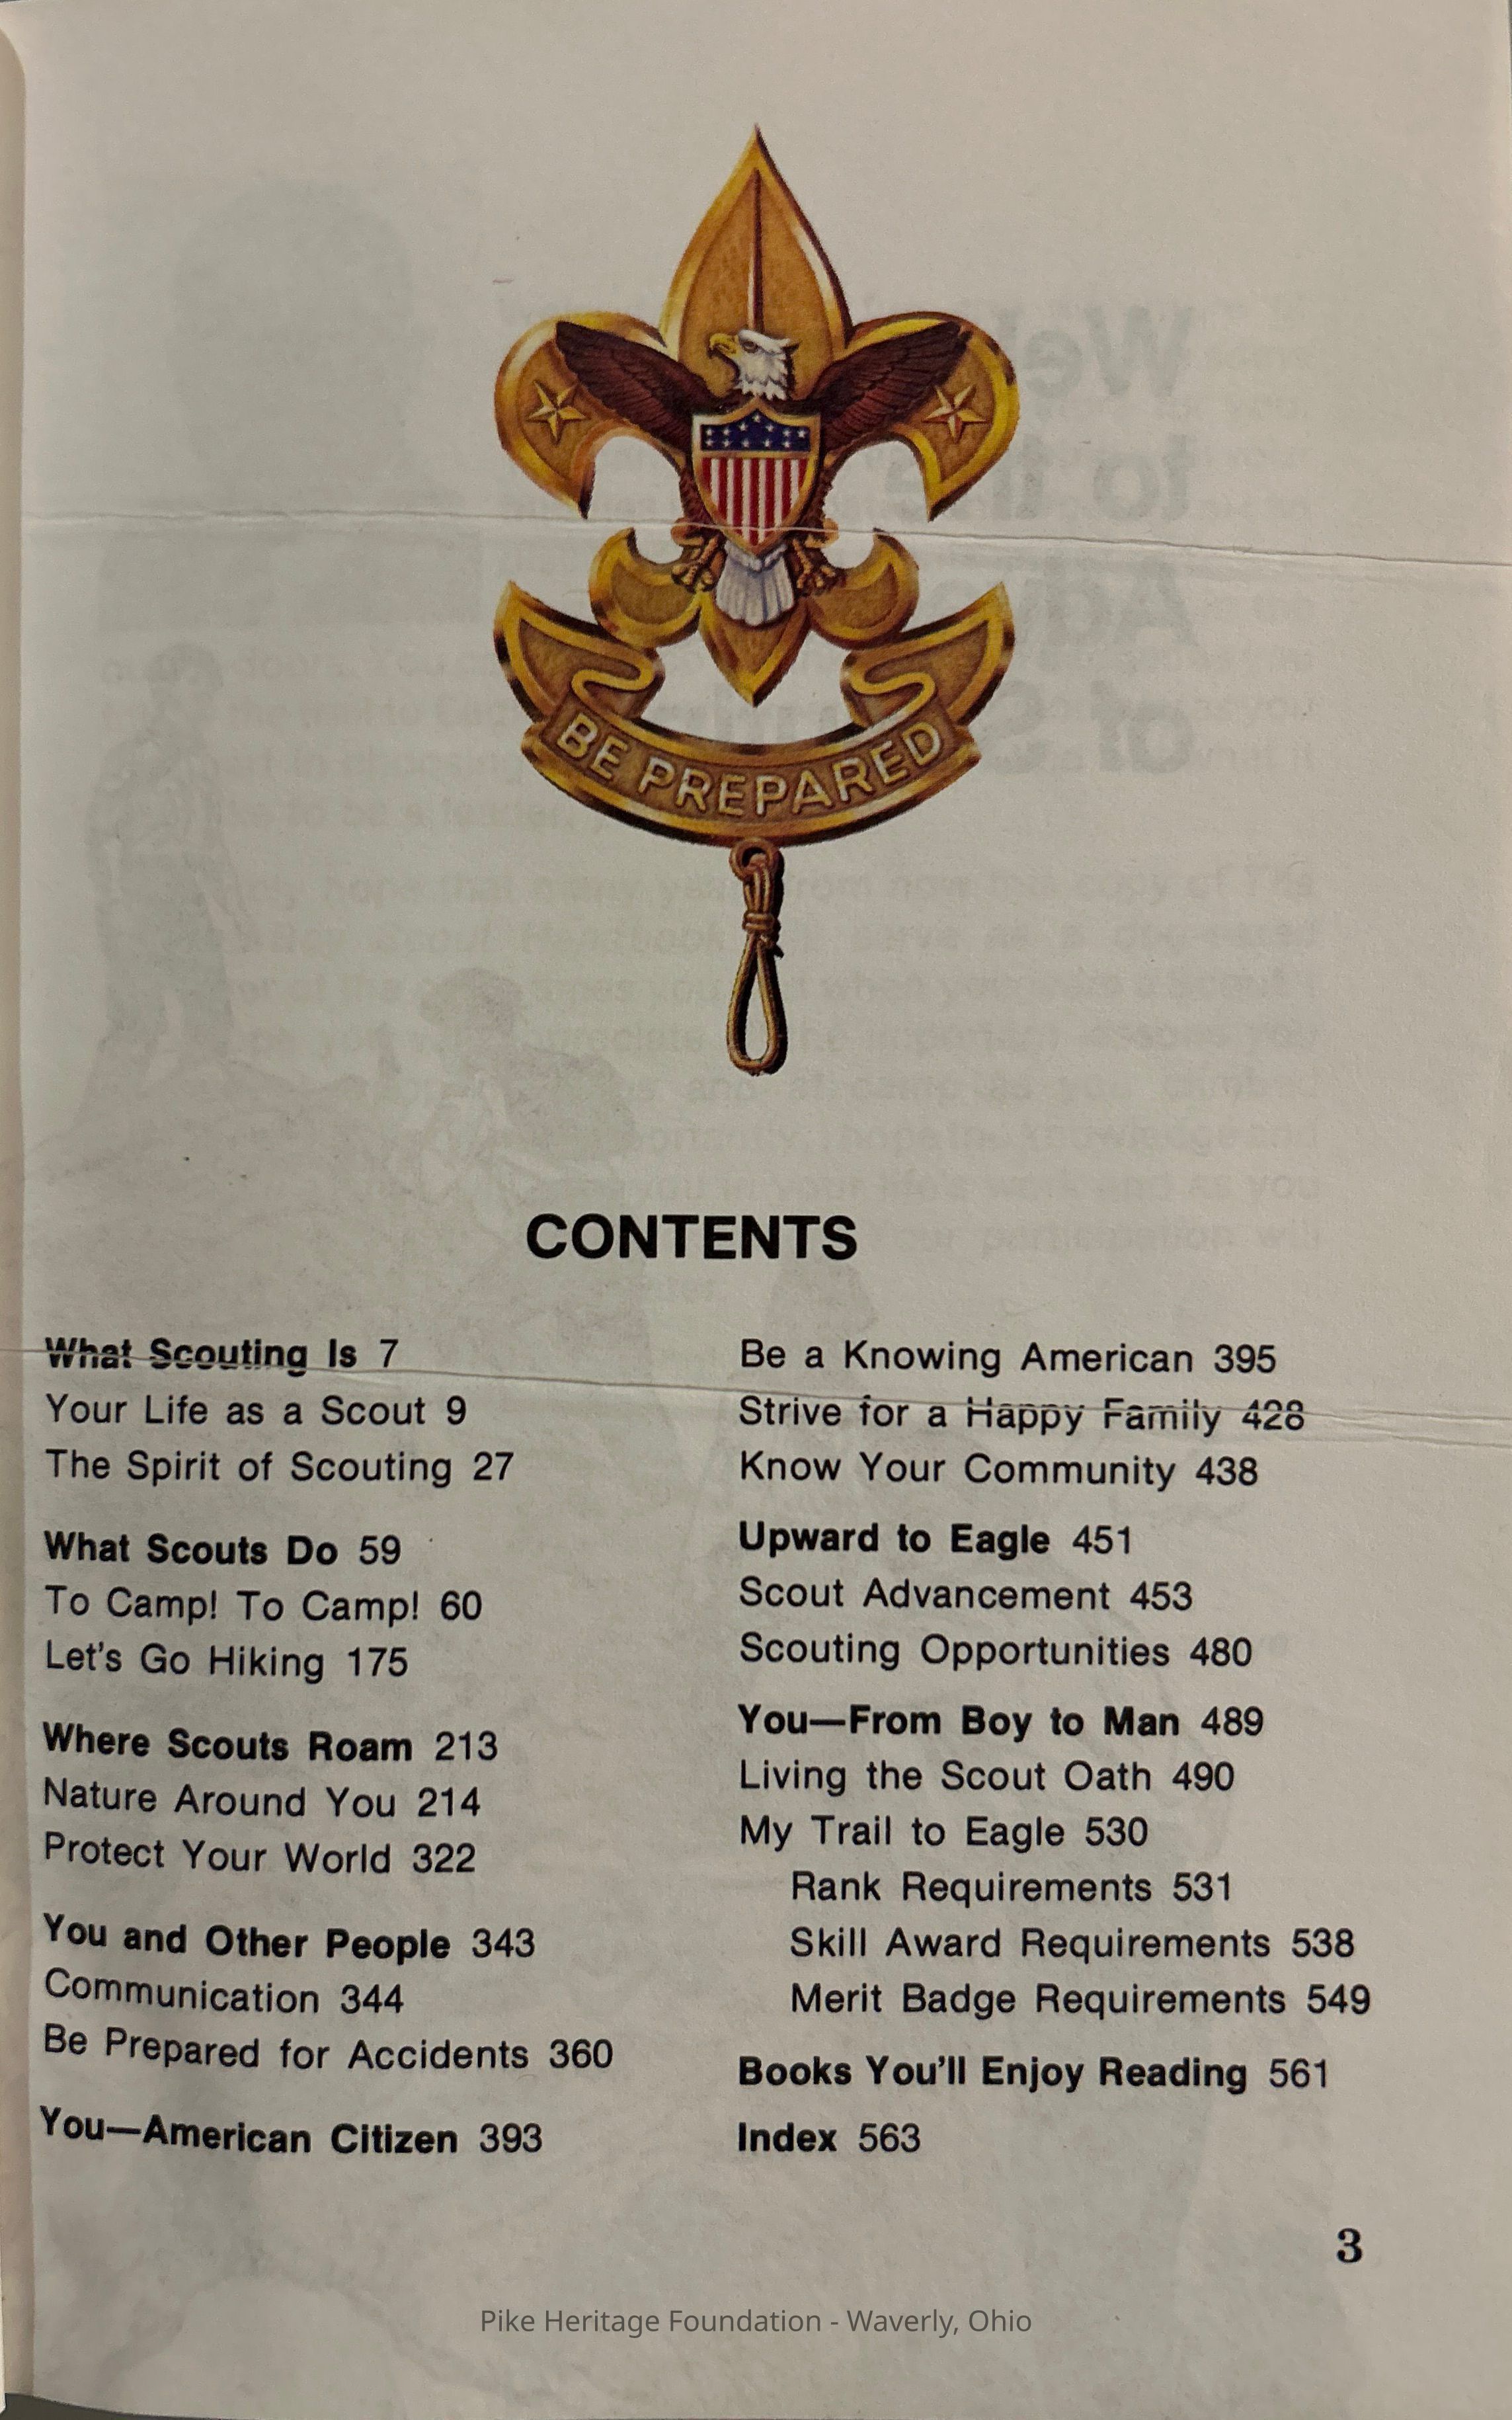 BE PREPARED
CONTENTS
What Scouting Is 7
Your Life as a Scout 9
The Spirit of Scouting 27
What Scouts Do 59
To Camp! To Camp! 60
Let's Go Hiking 175
Where Scouts Roam 213
Nature Around You 214
Protect Your World 322
You and Other People 343
Communication 344
Be Prepared for Accidents 360
You—American Citizen 393
Be a Knowing American 395
Strive for a Happy Family 428
Know Your Community 438
Upward to Eagle 451
Scout Advancement 453
Scouting Opportunities 480
You—From Boy to Man 489
Living the Scout Oath 490
My Trail to Eagle 530
Rank Requirements 531
Skill Award Requirements 538
Merit Badge Requirements 549
Books You'll Enjoy Reading 561
Index 563
3
Pike Heritage Foundation - Waverly, Ohio